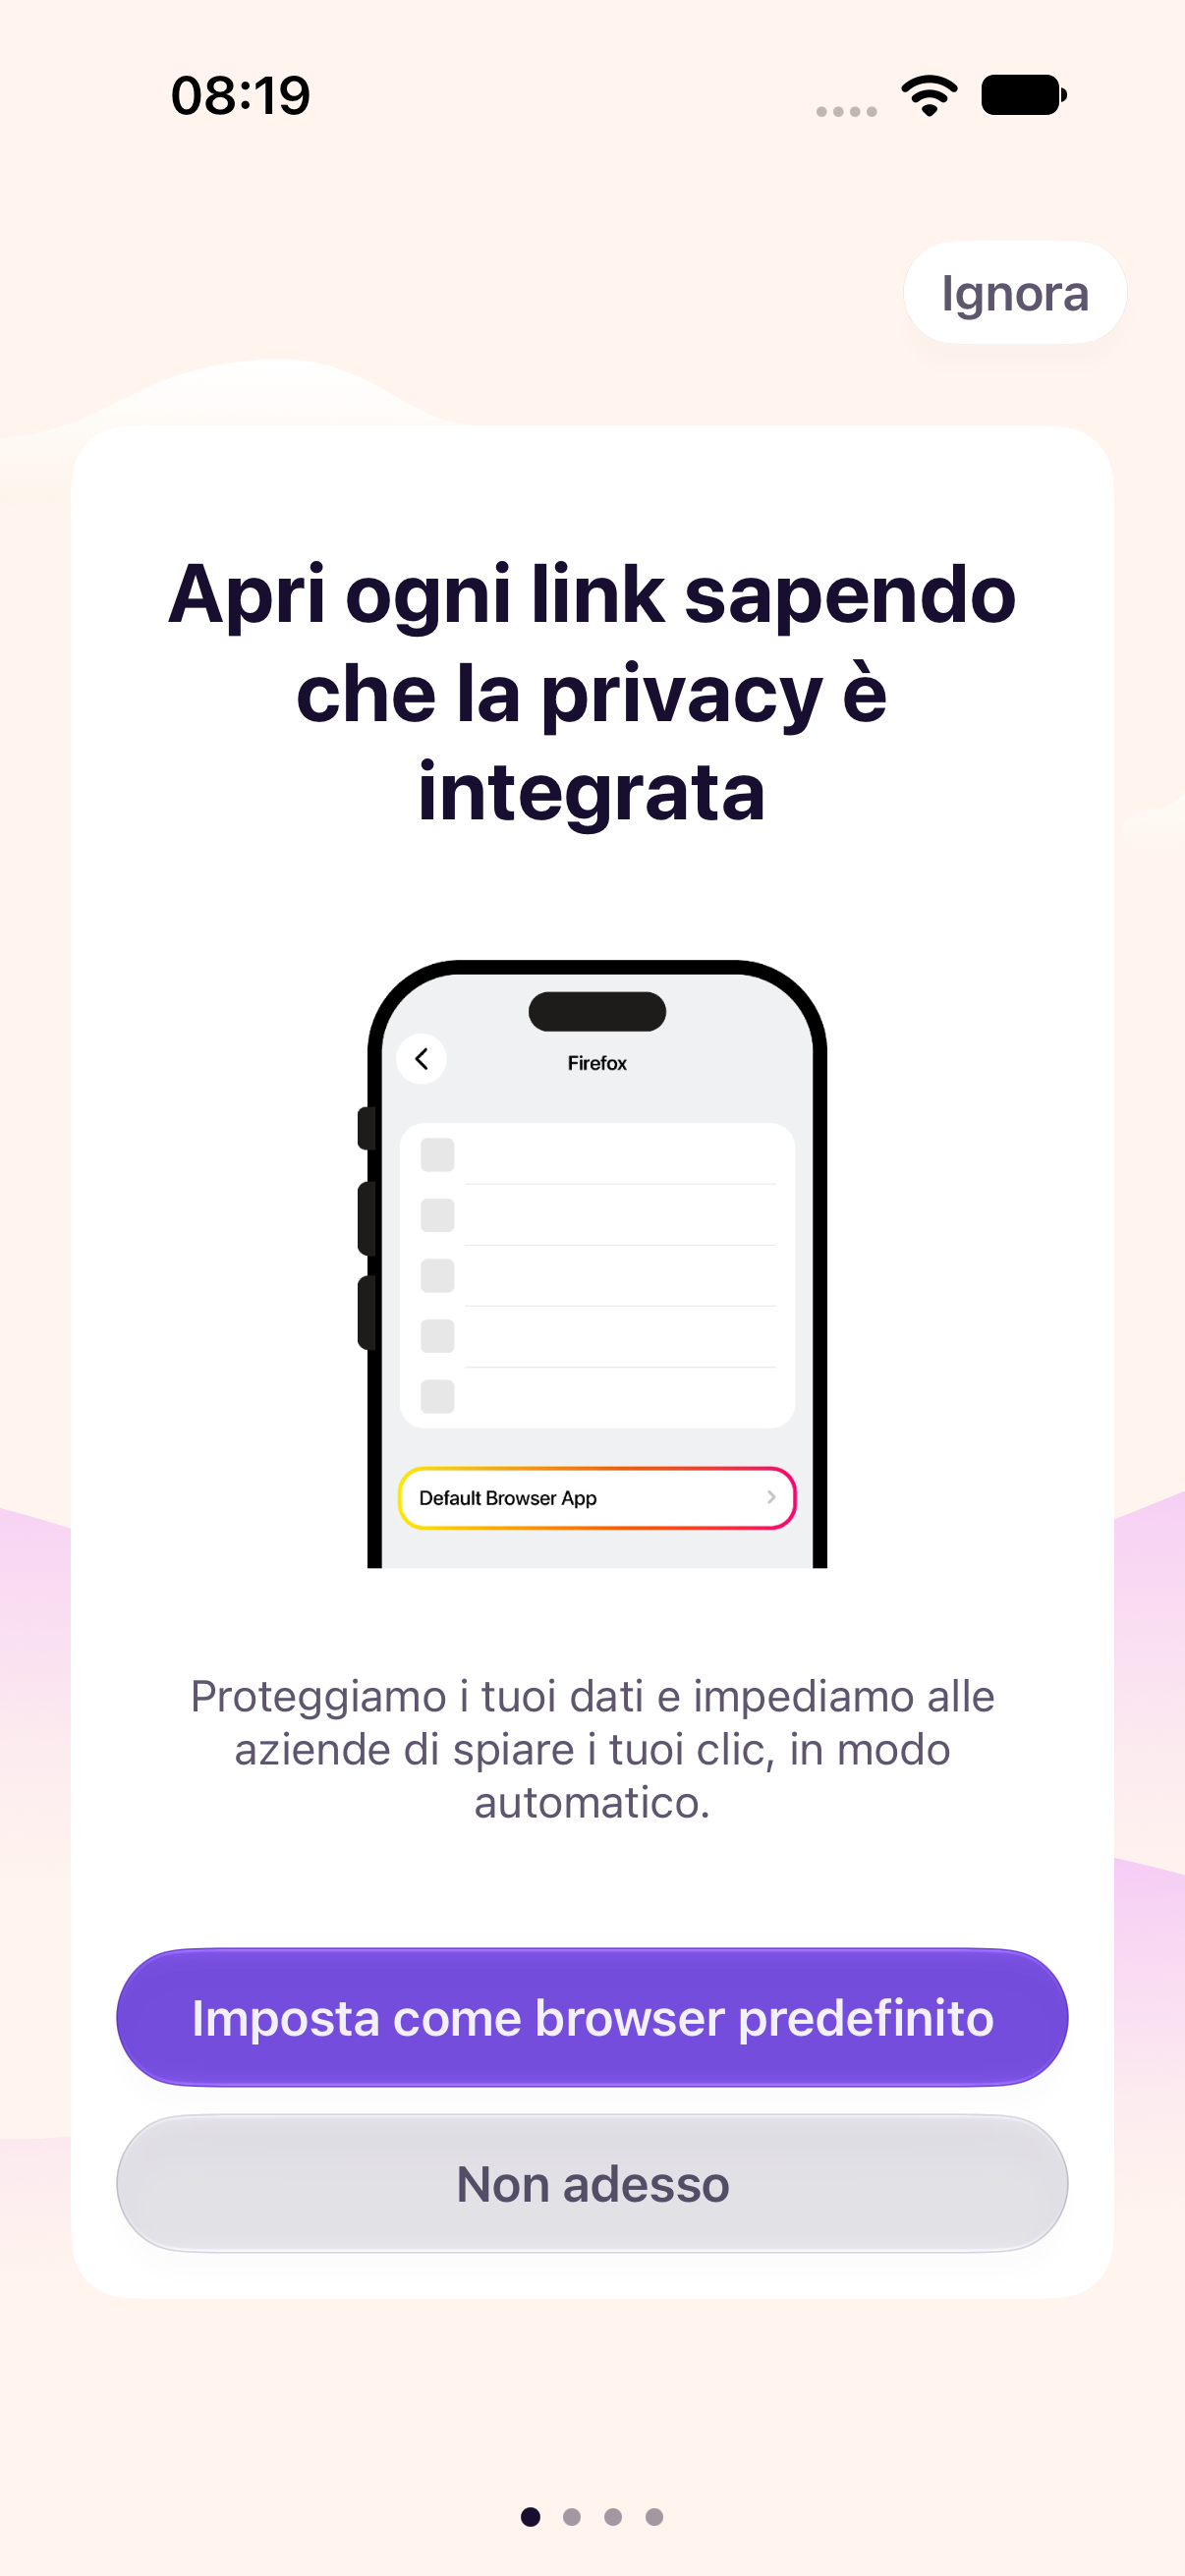 08:19
Ignora
Apri ogni link sapendo
che la privacy è
integrata
Firefox
Default Browser App
Proteggiamo i tuoi dati e impediamo alle
aziende di spiare i tuoi clic, in modo
automatico.
Imposta come browser predefinito
Non adesso